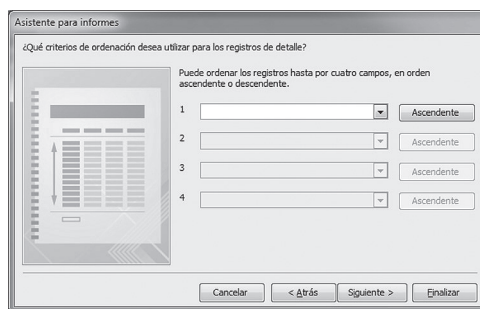 Asistente para informes
¿Qué criterios de ordenación desea utilizar para los registros de detalle?
Puede ordenar los registros hasta por cuatro campos, en orden
ascendente o descendente.
1 Ascendente
2 Ascendente
3 Ascendente
4 Ascendente
Cancelar < Atrás Siguiente > Finalizar